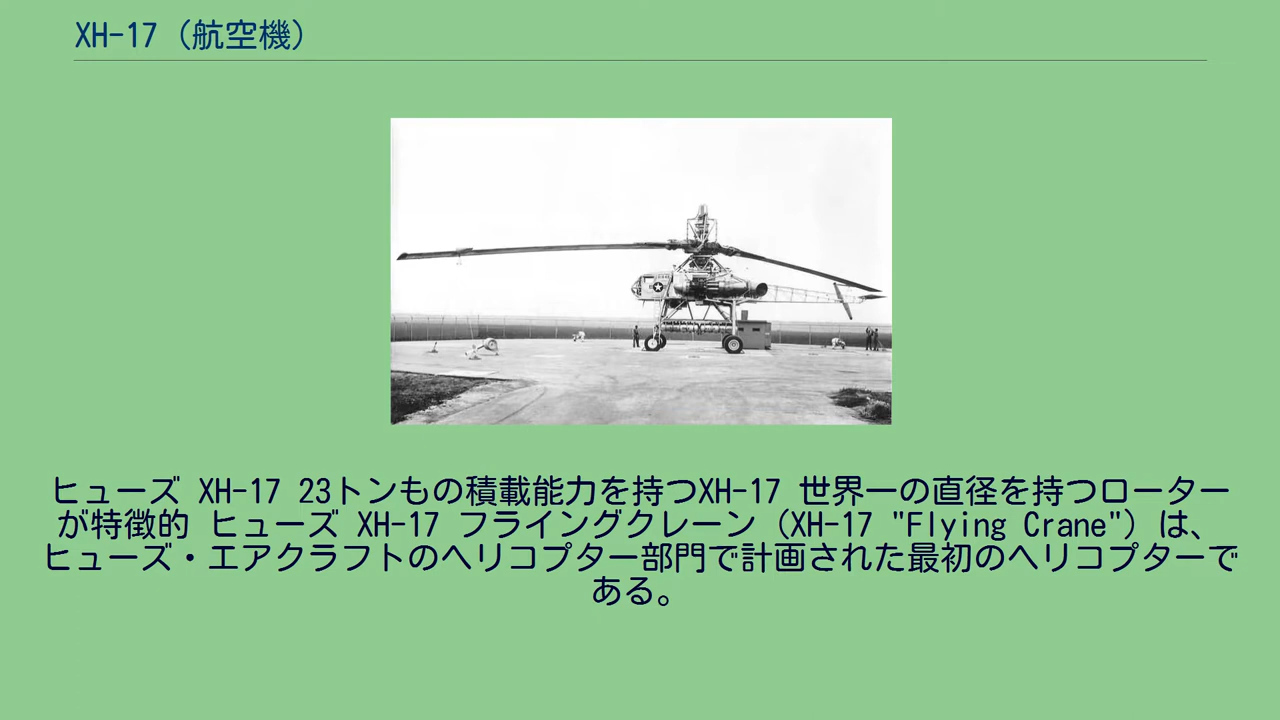 XH-17（航空機）
ヒューズ XH-17 23トンもの積載能力を持つXH-17 世界一の直径を持つローター
が特徴的 ヒューズ XH-17 フライングクレーン（XH-17 "Flying Crane"）は、
ヒューズ・エアクラフトのヘリコプター部門で計画された最初のヘリコプターで
ある。